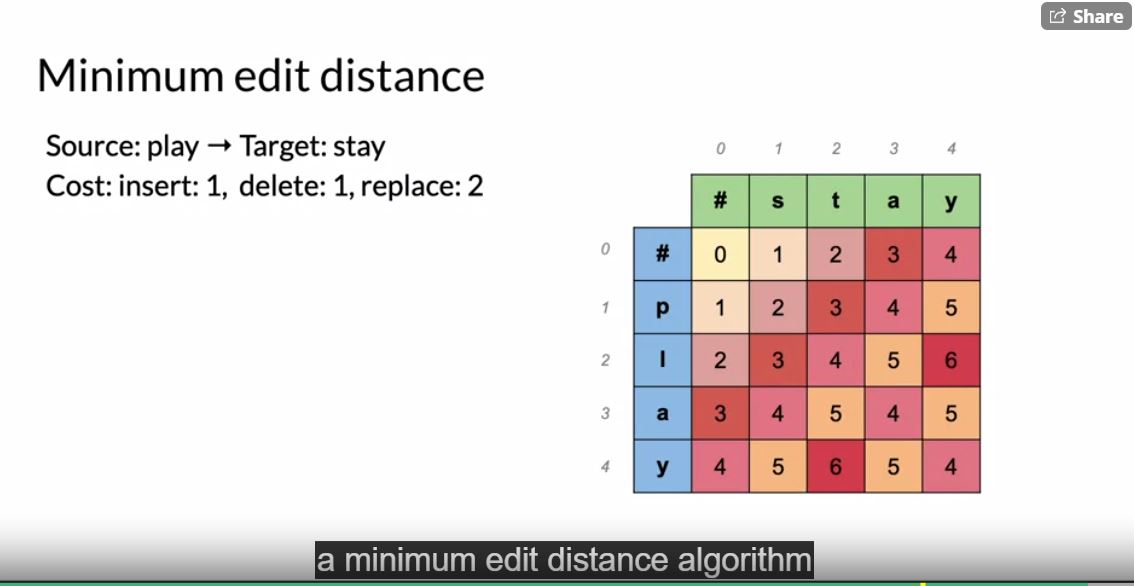 Share
Minimum edit distance
Source: play → Target: stay
Cost: insert: 1, delete: 1, replace: 2
0 1 2 3 4
# s t a y
0 # 0 1 2 3 4
1 p 1 2 3 4 5
2 l 2 3 4 5 6
3 a 3 4 5 4 5
4 y 4 5 6 5 4
a minimum edit distance algorithm